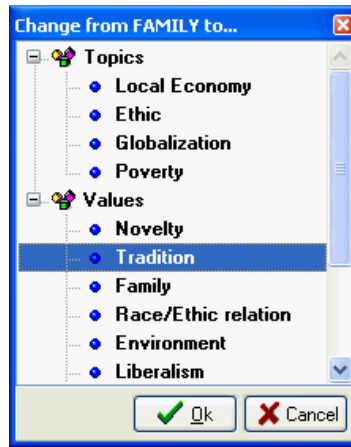 Change from FAMILY to...
Topics
Local Economy
Ethic
Globalization
Poverty
Values
Novelty
Tradition
Family
Race/Ethic relation
Environment
Liberalism
Ok Cancel